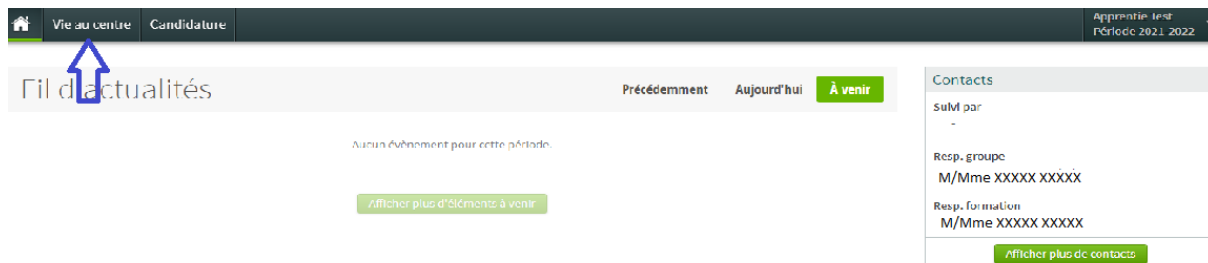 Vie au centre Candidature
Apprentie Test
Période 2021-2022
Fil d'actualités
Précédemment Aujourd'hui À venir
Aucun évènement pour cette période.
Afficher plus d'éléments à venir
Contacts
Suivi par
-
Resp. groupe
M/Mme XXXXX XXXXX
Resp. formation
M/Mme XXXXX XXXXX
Afficher plus de contacts